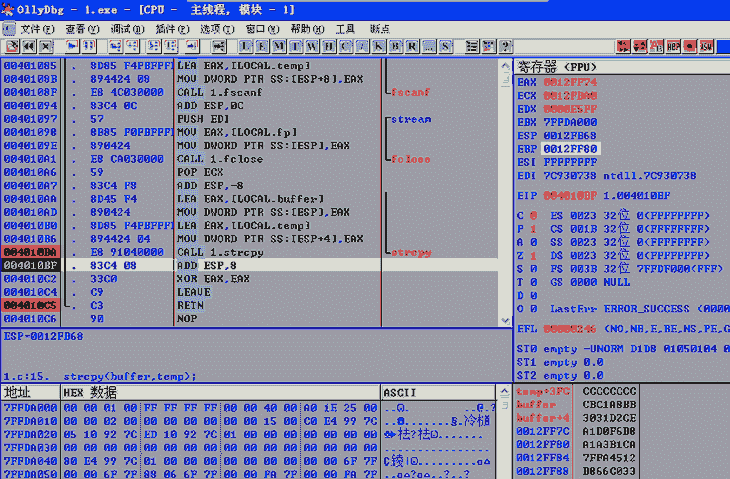 OllyDbg - 1.exe - [CPU - 主线程, 模块 - 1]
文件(F) 查看(V) 调试(D) 插件(P) 选项(T) 窗口(W) 帮助(H) 工具 断点
L E M T W H C / K B R ... S
00401085 . 8D85 F4FBFFFF LEA EAX,[LOCAL.temp]
0040108B . 894424 08 MOV DWORD PTR SS:[ESP+8],EAX
0040108F . E8 4C030000 CALL 1.fscanf fscanf
00401094 . 83C4 0C ADD ESP,0C
00401097 . 57 PUSH EDI stream
00401098 . 8B85 F0FBFFFF MOV EAX,[LOCAL.fp]
0040109E . 890424 MOV DWORD PTR SS:[ESP],EAX
004010A1 . E8 CA030000 CALL 1.fclose fclose
004010A6 . 59 POP ECX
004010A7 . 83C4 F8 ADD ESP,-8
004010AA . 8D45 F4 LEA EAX,[LOCAL.buffer]
004010AD . 890424 MOV DWORD PTR SS:[ESP],EAX
004010B0 . 8D85 F4FBFFFF LEA EAX,[LOCAL.temp]
004010B6 . 894424 04 MOV DWORD PTR SS:[ESP+4],EAX
004010BA . E8 91040000 CALL 1.strcpy strcpy
004010BF . 83C4 08 ADD ESP,8
004010C2 . 33C0 XOR EAX,EAX
004010C4 . C9 LEAVE
004010C5 . C3 RETN
004010C6 90 NOP
ESP=0012FB68
1.c:15. strcpy(buffer,temp);
寄存器 (FPU)
EAX 0012FF74
ECX
EDX
EBX 7FFDA000
ESP 0012FB68
EBP 0012FF80
ESI FFFFFFFF
EDI 7C930738 ntdll.7C930738
EIP 004010BF 1.004010BF
C 0 ES 0023 32位 0(FFFFFFFF)
P 1 CS 001B 32位 0(FFFFFFFF)
A 0 SS 0023 32位 0(FFFFFFFF)
Z 1 DS 0023 32位 0(FFFFFFFF)
S 0 FS 003B 32位 7FFDF000(FFF)
T 0 GS 0000 NULL
D 0
O 0 LastErr ERROR_SUCCESS (0000
EFL 00000246 (NO,NB,E,BE,NS,PE,G
ST0 empty -UNORM D1D8 01050104 0
ST1 empty 0.0
ST2 empty 0.0
地址 HEX 数据 ASCII
7FFDA000 00 00 01 00 FF FF FF FF 00 00 40 00 A0 1E 25 00
7FFDA010 00 00 02 00 00 00 00 00 00 00 15 00 C0 E4 99 7C
7FFDA020 05 10 92 7C ED 10 92 7C 01 00 00 00 00 00 00 00
7FFDA030 00 00 00 00 00 00 00 00 00 00 00 00 00 00 00 00
7FFDA040 80 E4 99 7C 01 00 00 00 00 00 00 00 00 00 6F 7F
7FFDA050 00 00 6F 7F 88 06 6F 7F 00 00 FA 7F 00 00 FA 7F
temp+3FC CCCCCCCC
buffer CBC1A8BB
buffer+4 303132CE
0012FF7C A1D0F6D8
0012FF80 A1A3B1CA
0012FF84 7FFA4512
0012FF88 D866C033